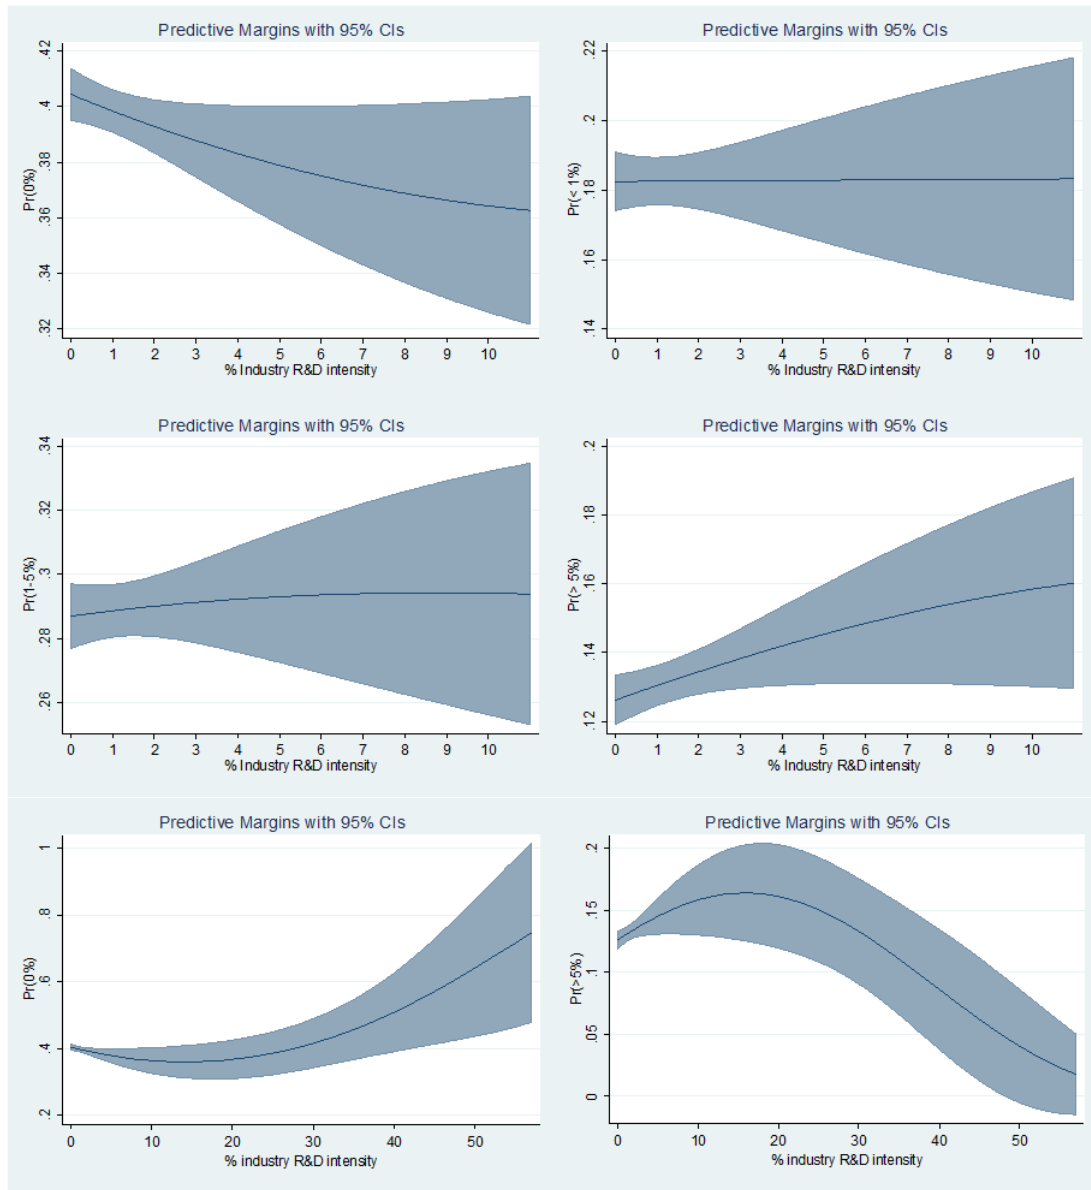 Predictive Margins with 95% CIs
Pr(0%)
.42
.4
.38
.36
.34
.32
0 1 2 3 4 5 6 7 8 9 10
% Industry R&D intensity
Predictive Margins with 95% CIs
Pr(< 1%)
.22
.2
.18
.16
.14
0 1 2 3 4 5 6 7 8 9 10
% Industry R&D intensity
Predictive Margins with 95% CIs
Pr(1-5%)
.34
.32
.3
.28
.26
0 1 2 3 4 5 6 7 8 9 10
% Industry R&D intensity
Predictive Margins with 95% CIs
Pr(> 5%)
.2
.18
.16
.14
.12
0 1 2 3 4 5 6 7 8 9 10
% Industry R&D intensity
Predictive Margins with 95% CIs
Pr(0%)
1
.8
.6
.4
.2
0 10 20 30 40 50
% industry R&D intensity
Predictive Margins with 95% CIs
Pr(>5%)
.2
.15
.1
.05
0
0 10 20 30 40 50
% industry R&D intensity